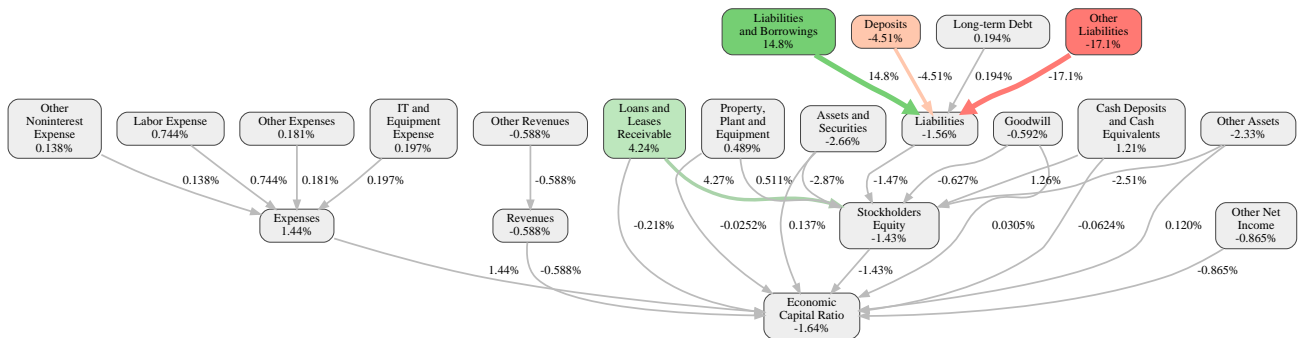 Liabilities
and Borrowings
14.8%
Deposits
-4.51%
Long-term Debt
0.194%
Other
Liabilities
-17.1%
14.8%
-4.51%
0.194%
-17.1%
Other
Noninterest
Expense
0.138%
Labor Expense
0.744%
Other Expenses
0.181%
IT and
Equipment
Expense
0.197%
Other Revenues
-0.588%
Loans and
Leases
Receivable
4.24%
Property,
Plant and
Equipment
0.489%
Assets and
Securities
-2.66%
Liabilities
-1.56%
Goodwill
-0.592%
Cash Deposits
and Cash
Equivalents
1.21%
Other Assets
-2.33%
0.138%
0.744%
0.181%
0.197%
-0.588%
4.27%
0.511%
-2.87%
-1.47%
-0.627%
1.26%
-2.51%
Expenses
1.44%
Revenues
-0.588%
Stockholders
Equity
-1.43%
Other Net
Income
-0.865%
-0.218%
-0.0252%
0.137%
0.0305%
-0.0624%
0.120%
1.44%
-0.588%
-1.43%
-0.865%
Economic
Capital Ratio
-1.64%